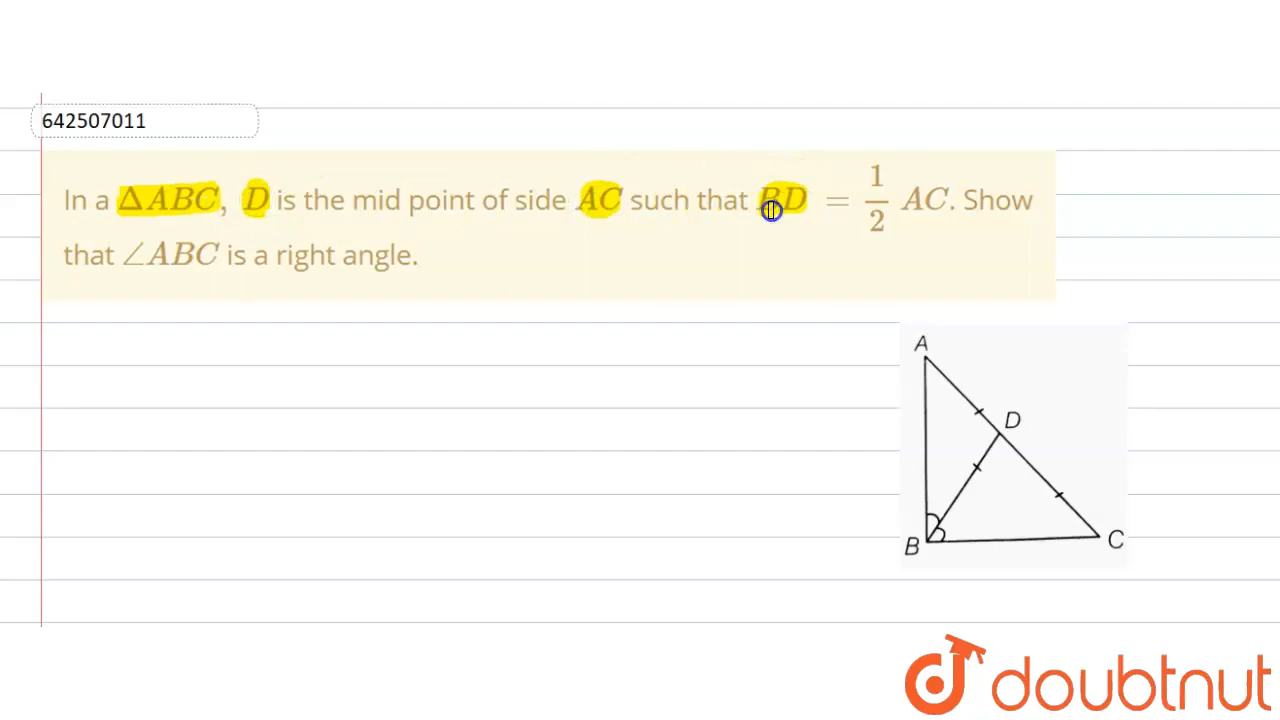 642507011
In a ΔABC, D is the mid point of side AC such that BD = 1/2 AC. Show
that ∠ABC is a right angle.
A
D
B
C
doubtnut